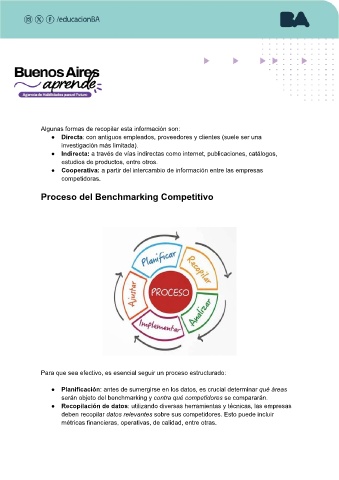 /educacionBA
BA
Buenos Aires
aprende
Agencia de Habilidades para el Futuro
Algunas formas de recopilar esta información son:
● Directa: con antiguos empleados, proveedores y clientes (suele ser una
investigación más limitada).
● Indirecta: a través de vías indirectas como internet, publicaciones, catálogos,
estudios de productos, entre otros.
● Cooperativa: a partir del intercambio de información entre las empresas
competidoras.
Proceso del Benchmarking Competitivo
Planificar
Recopilar
Analizar
Implementar
Ajustar
PROCESO
Para que sea efectivo, es esencial seguir un proceso estructurado:
● Planificación: antes de sumergirse en los datos, es crucial determinar qué áreas
serán objeto del benchmarking y contra qué competidores se compararán.
● Recopilación de datos: utilizando diversas herramientas y técnicas, las empresas
deben recopilar datos relevantes sobre sus competidores. Esto puede incluir
métricas financieras, operativas, de calidad, entre otras.